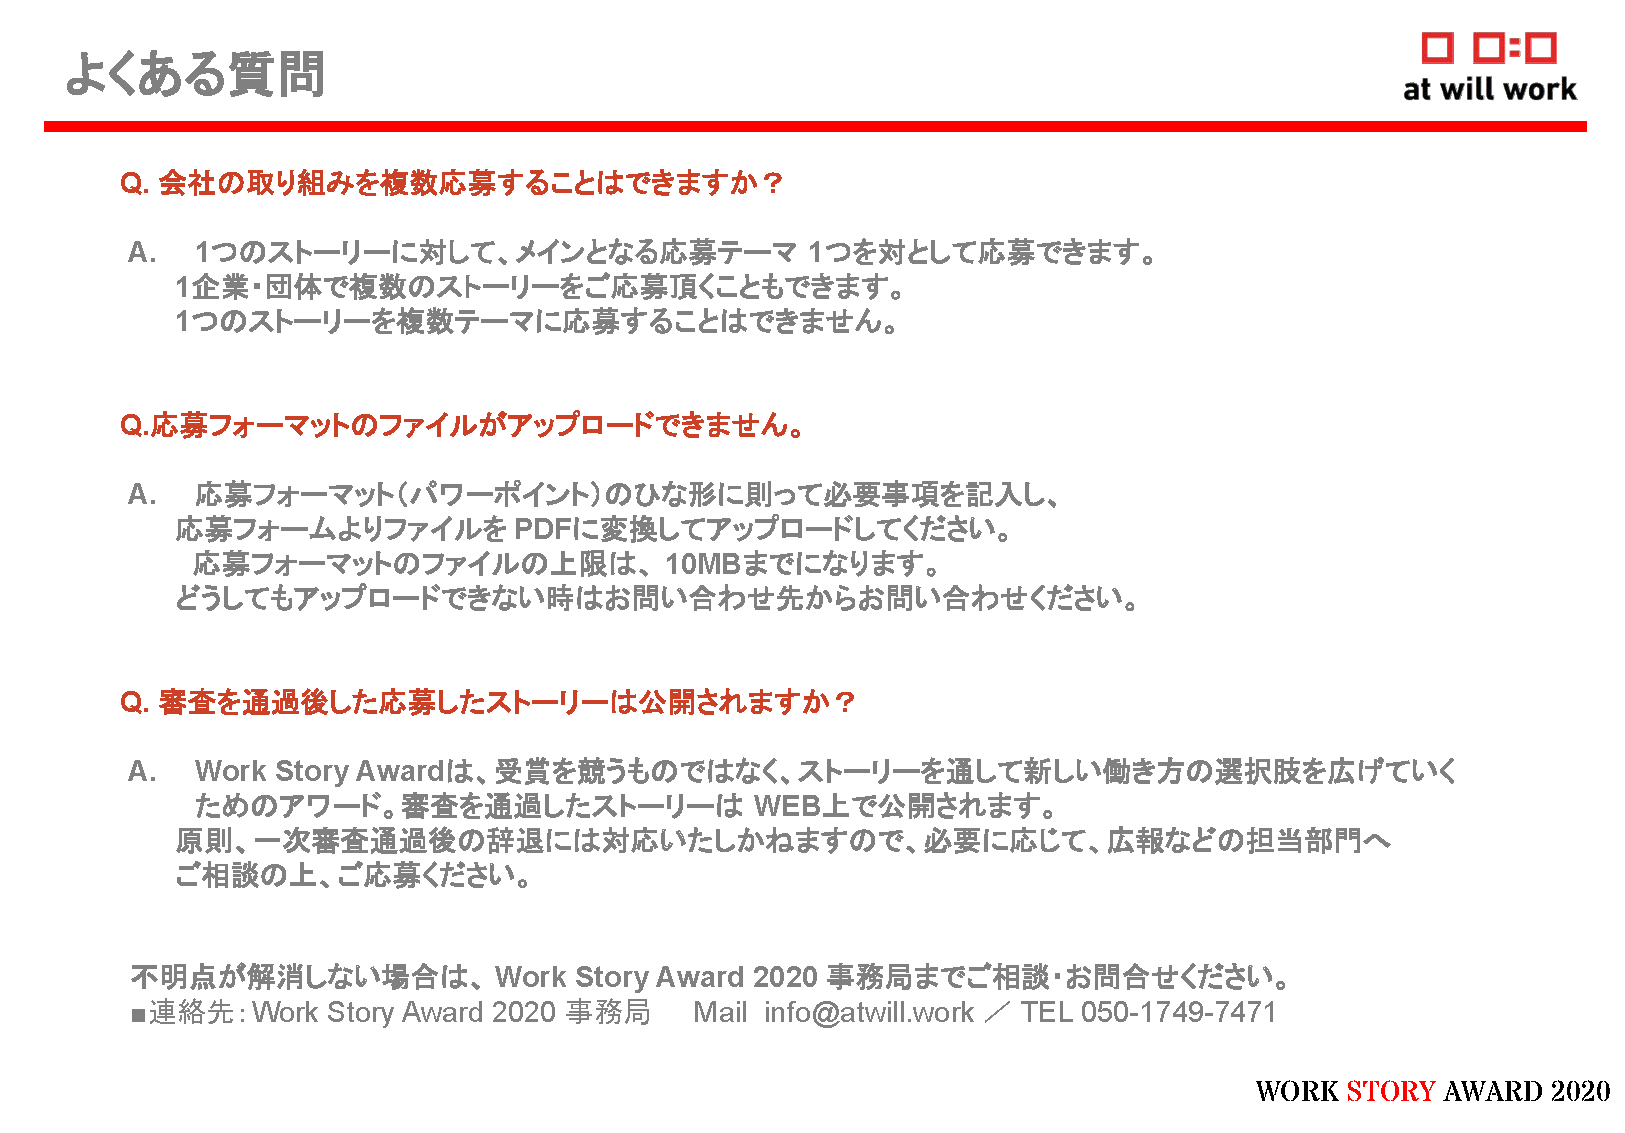 よくある質問
at will work
Q. 会社の取り組みを複数応募することはできますか？
A. 1つのストーリーに対して、メインとなる応募テーマ 1つを対として応募できます。
1企業・団体で複数のストーリーをご応募頂くこともできます。
1つのストーリーを複数テーマに応募することはできません。
Q.応募フォーマットのファイルがアップロードできません。
A. 応募フォーマット（パワーポイント）のひな形に則って必要事項を記入し、
応募フォームよりファイルを PDFに変換してアップロードしてください。
応募フォーマットのファイルの上限は、 10MBまでになります。
どうしてもアップロードできない時はお問い合わせ先からお問い合わせください。
Q. 審査を通過後した応募したストーリーは公開されますか？
A. Work Story Awardは、受賞を競うものではなく、ストーリーを通して新しい働き方の選択肢を広げていく
ためのアワード。審査を通過したストーリーは WEB上で公開されます。
原則、一次審査通過後の辞退には対応いたしかねますので、必要に応じて、広報などの担当部門へ
ご相談の上、ご応募ください。
不明点が解消しない場合は、 Work Story Award 2020 事務局までご相談・お問合せください。
■連絡先：Work Story Award 2020 事務局 Mail info@atwill.work ／ TEL 050-1749-7471
WORK STORY AWARD 2020